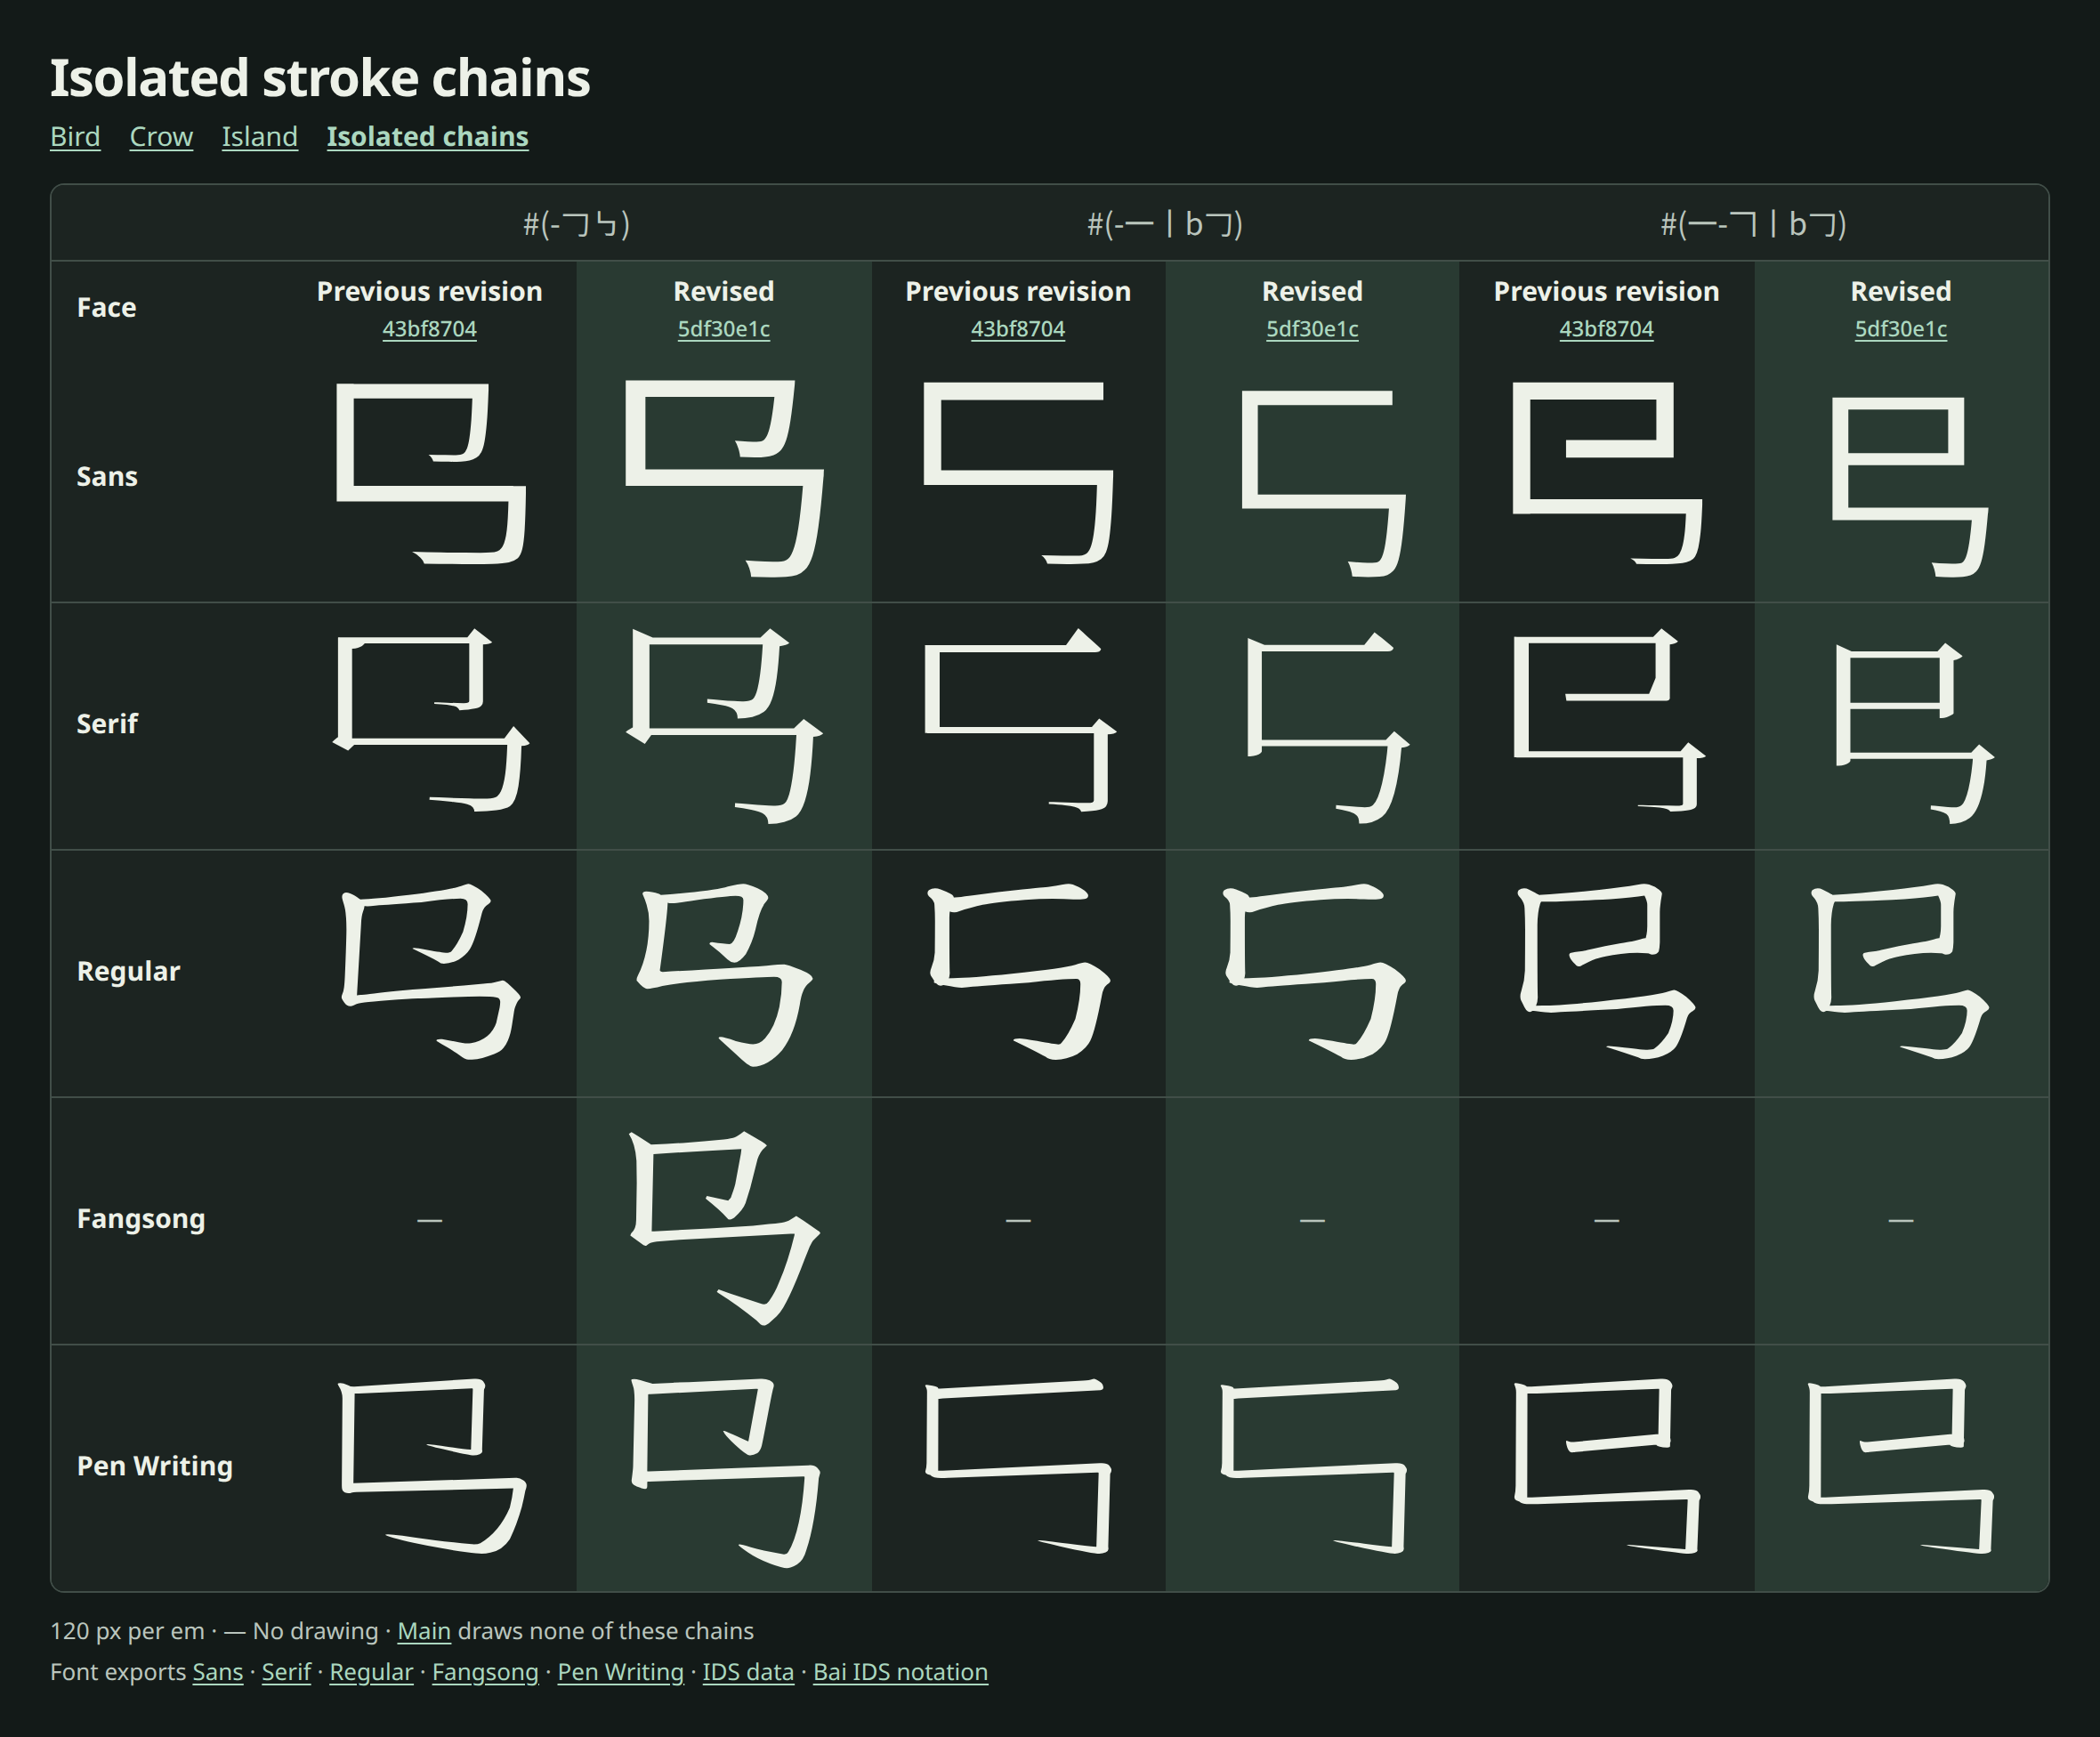 Isolated stroke chains
Bird Crow Island Isolated chains
#(-㇆ㄣ) #(-一丨b㇆) #(一-㇕丨b㇆)
Face Previous revision Revised Previous revision Revised Previous revision Revised
43bf8704 5df30e1c 43bf8704 5df30e1c 43bf8704 5df30e1c
Sans
Serif
Regular
Fangsong — — — — —
Pen Writing
120 px per em · — No drawing · Main draws none of these chains
Font exports Sans · Serif · Regular · Fangsong · Pen Writing · IDS data · Bai IDS notation